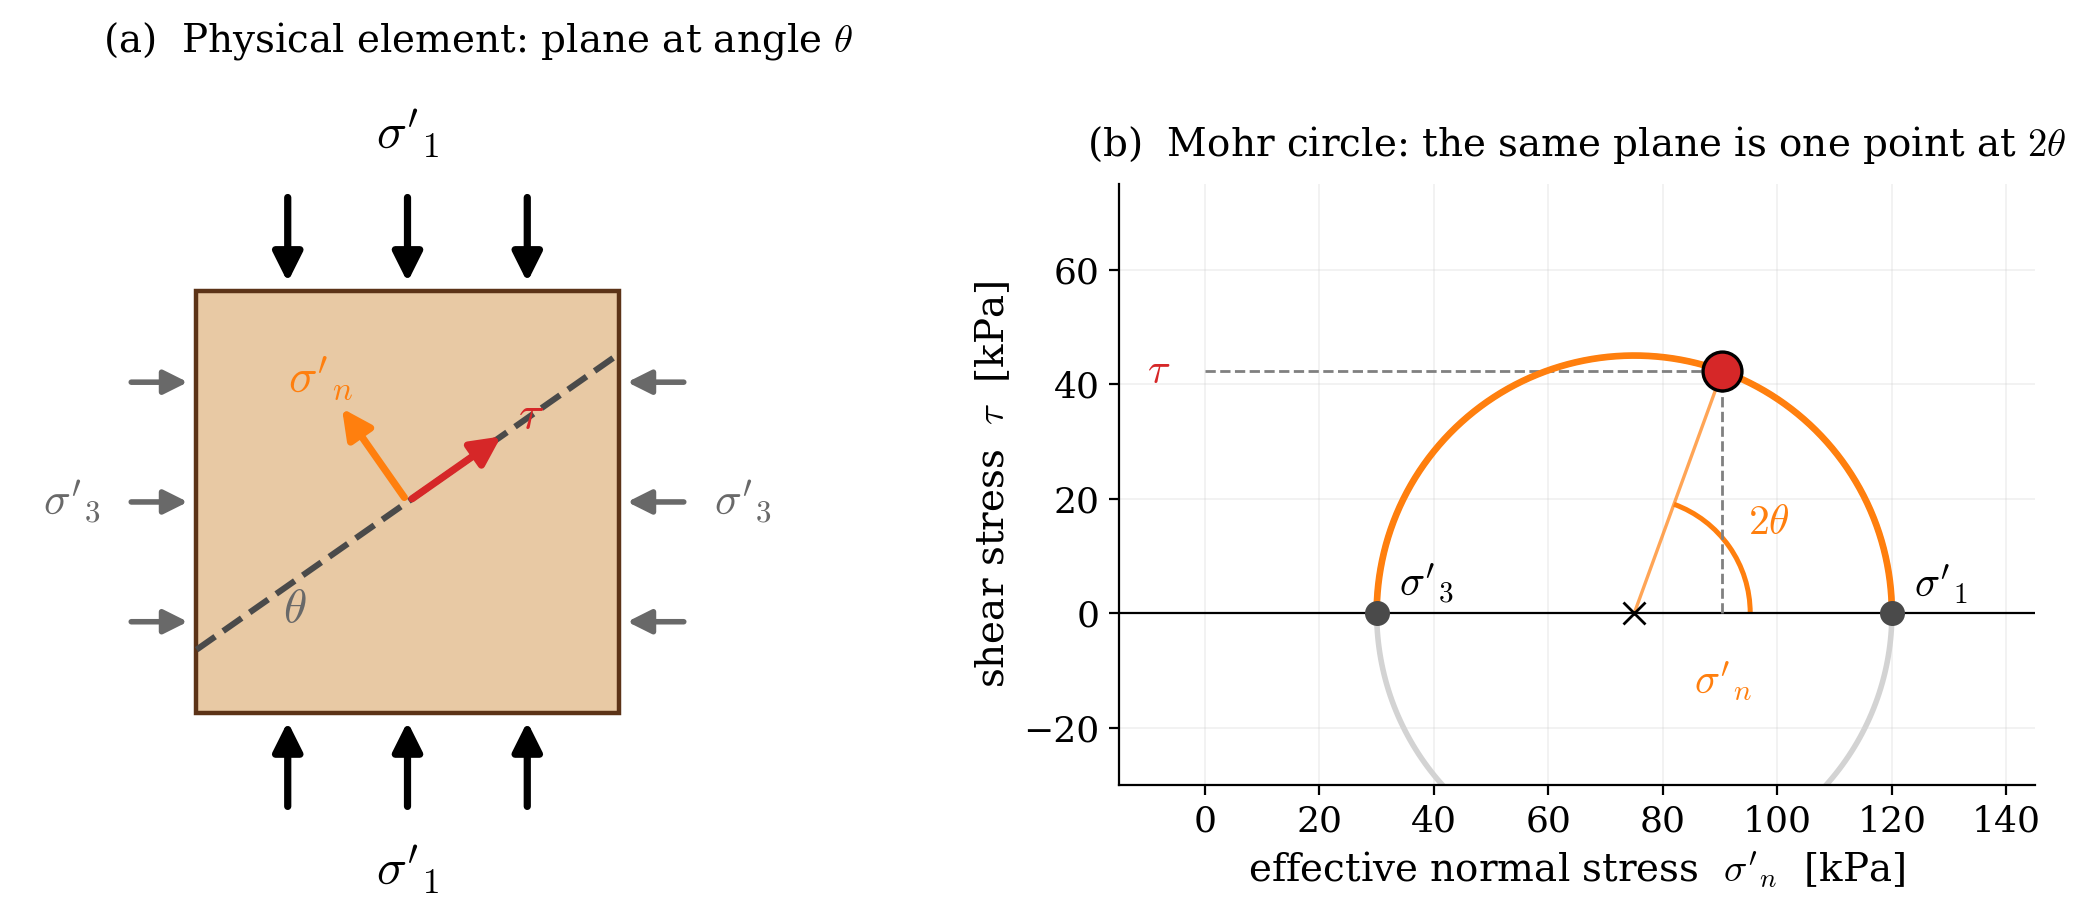 (a) Physical element: plane at angle θ
σ′₁
σ′ₙ
τ
σ′₃
σ′₃
θ
σ′₁
(b) Mohr circle: the same plane is one point at 2θ
shear stress τ [kPa]
60
40
20
0
−20
τ
2θ
σ′₃
σ′₁
σ′ₙ
0 20 40 60 80 100 120 140
effective normal stress σ′ₙ [kPa]